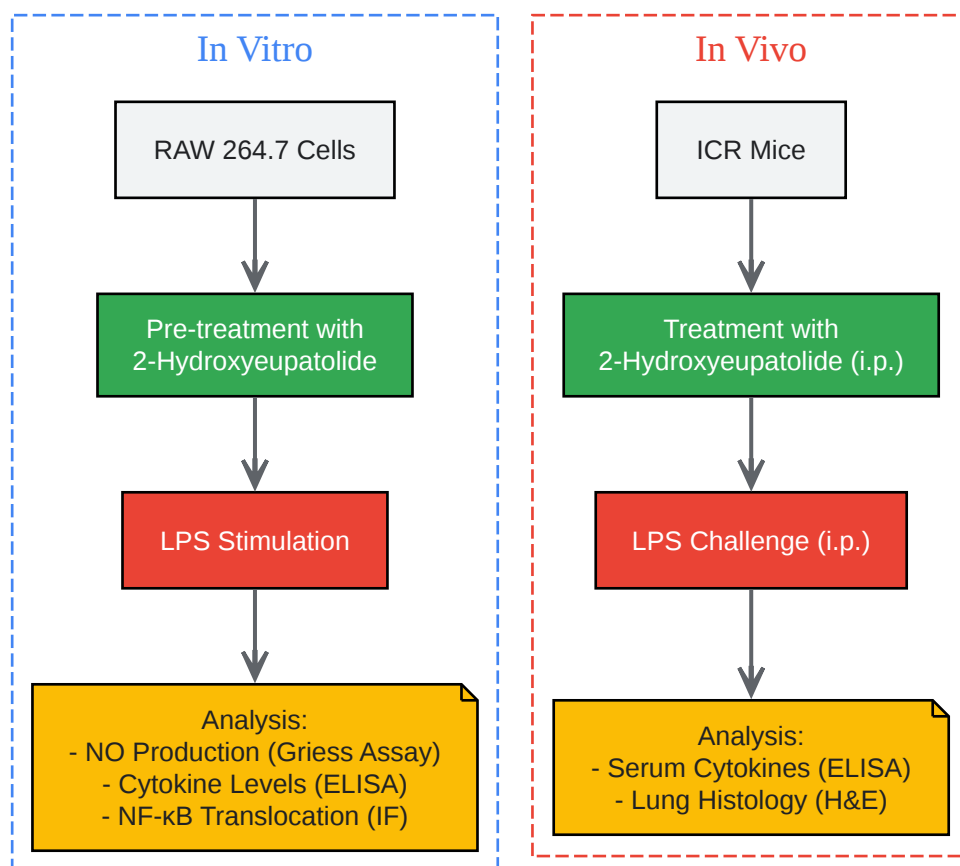 In Vitro
RAW 264.7 Cells
Pre-treatment with
2-Hydroxyeupatolide
LPS Stimulation
Analysis:
- NO Production (Griess Assay)
- Cytokine Levels (ELISA)
- NF-κB Translocation (IF)
In Vivo
ICR Mice
Treatment with
2-Hydroxyeupatolide (i.p.)
LPS Challenge (i.p.)
Analysis:
- Serum Cytokines (ELISA)
- Lung Histology (H&E)